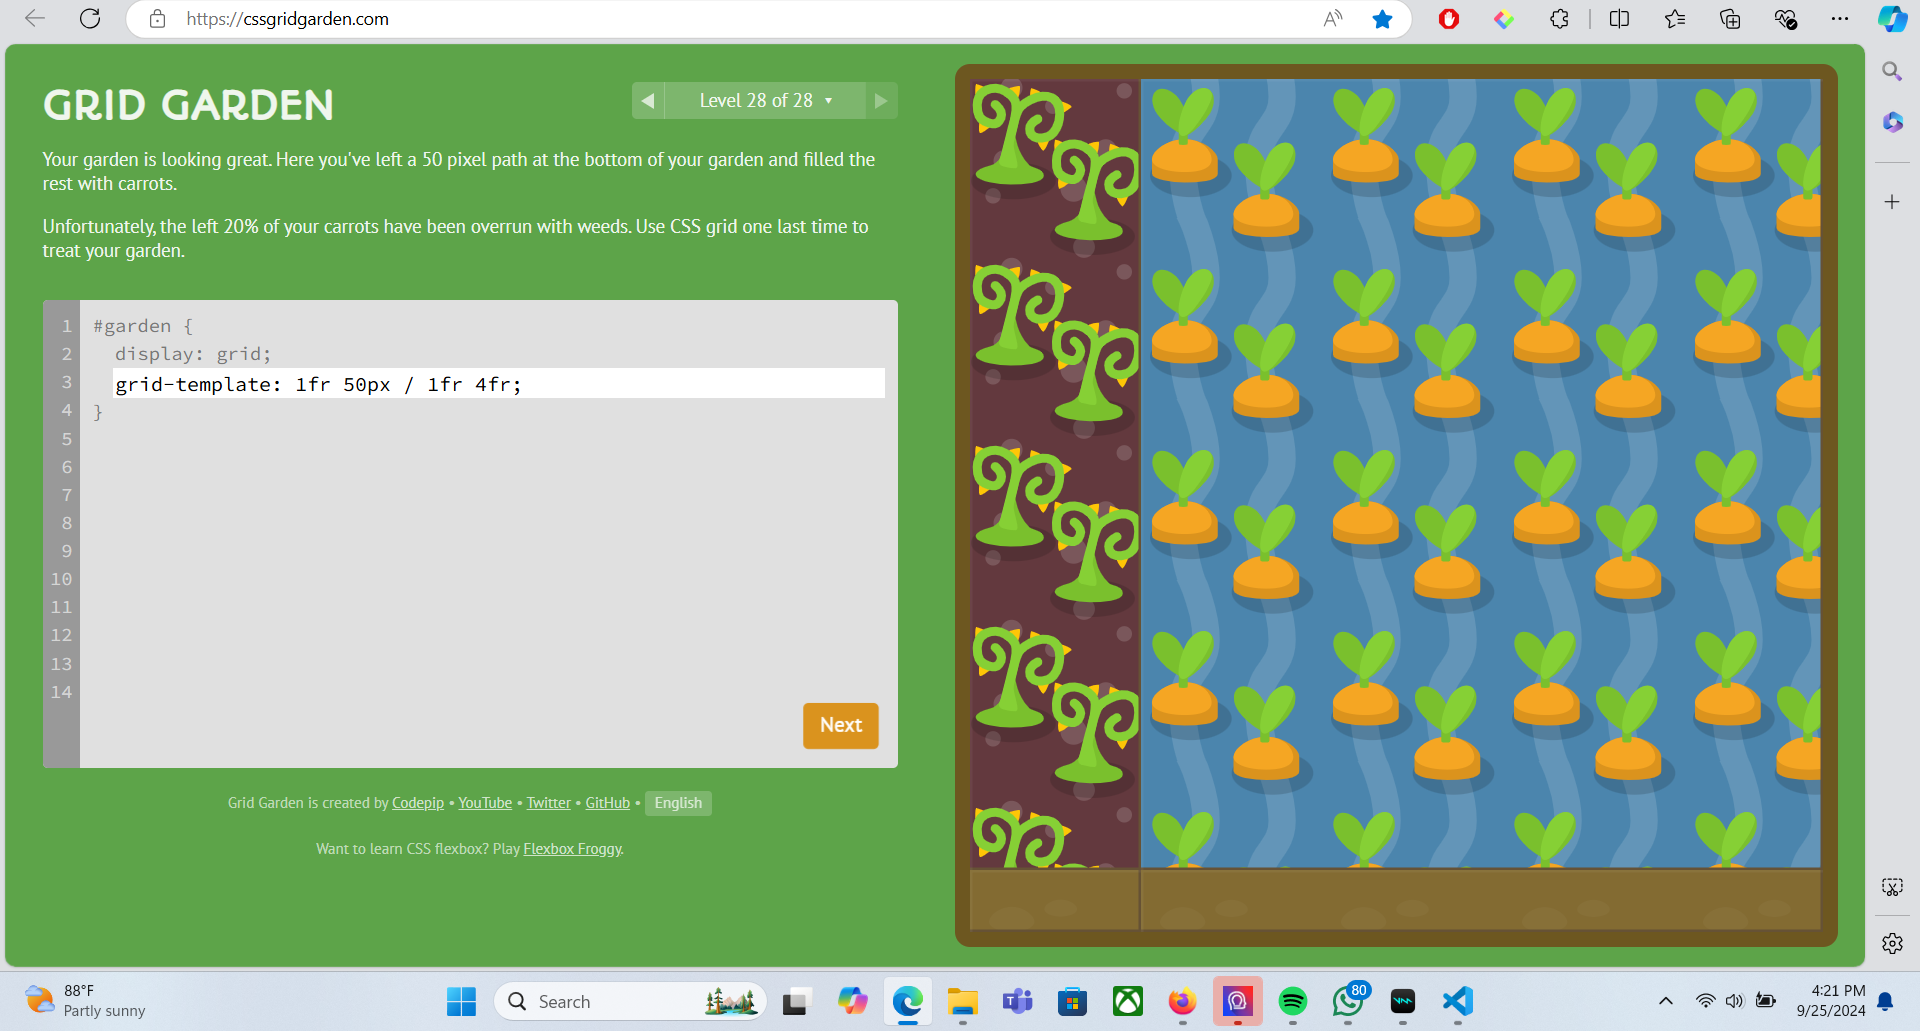 https://cssgridgarden.com
GRID GARDEN
Level 28 of 28
Your garden is looking great. Here you've left a 50 pixel path at the bottom of your garden and filled the
rest with carrots.
Unfortunately, the left 20% of your carrots have been overrun with weeds. Use CSS grid one last time to
treat your garden.
1 #garden {
2 display: grid;
3 grid-template: 1fr 50px / 1fr 4fr;
4 }
5
6
7
8
9
10
11
12
13
14
Next
Grid Garden is created by Codepip • YouTube • Twitter • GitHub • English
Want to learn CSS flexbox? Play Flexbox Froggy.
88°F
Partly sunny
Search
80
4:21 PM
9/25/2024